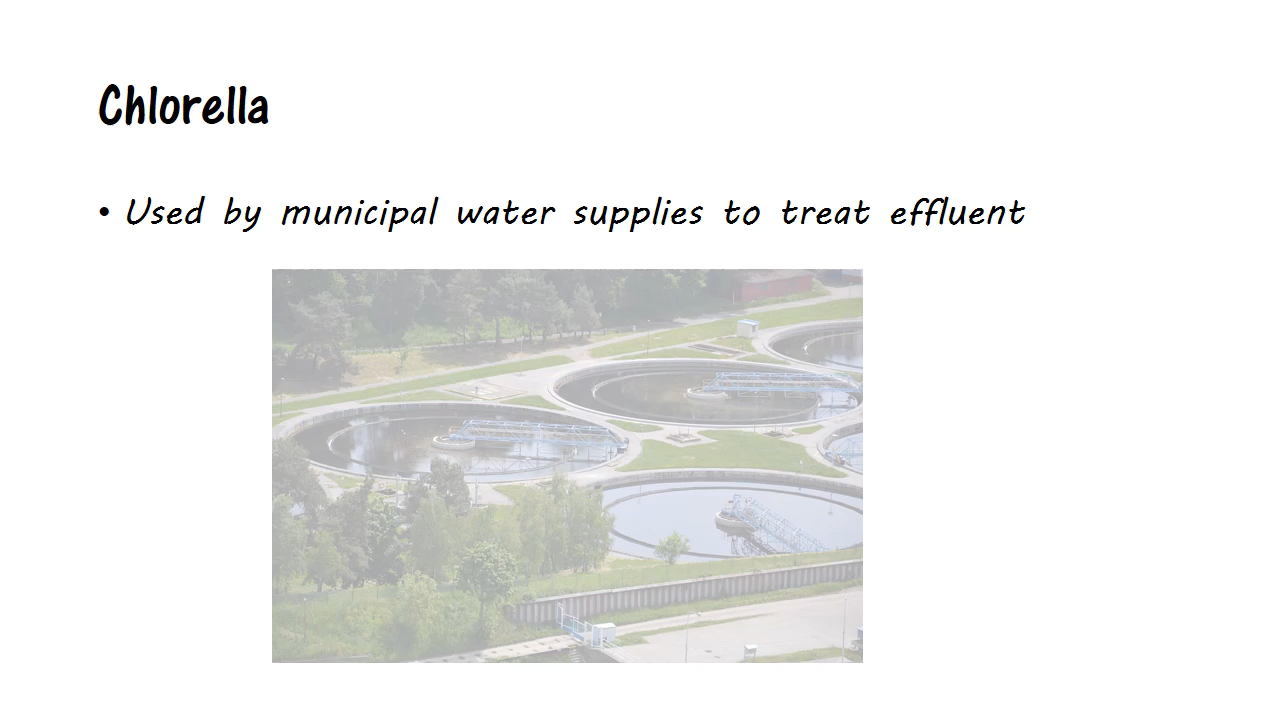 Chlorella
• Used by municipal water supplies to treat effluent